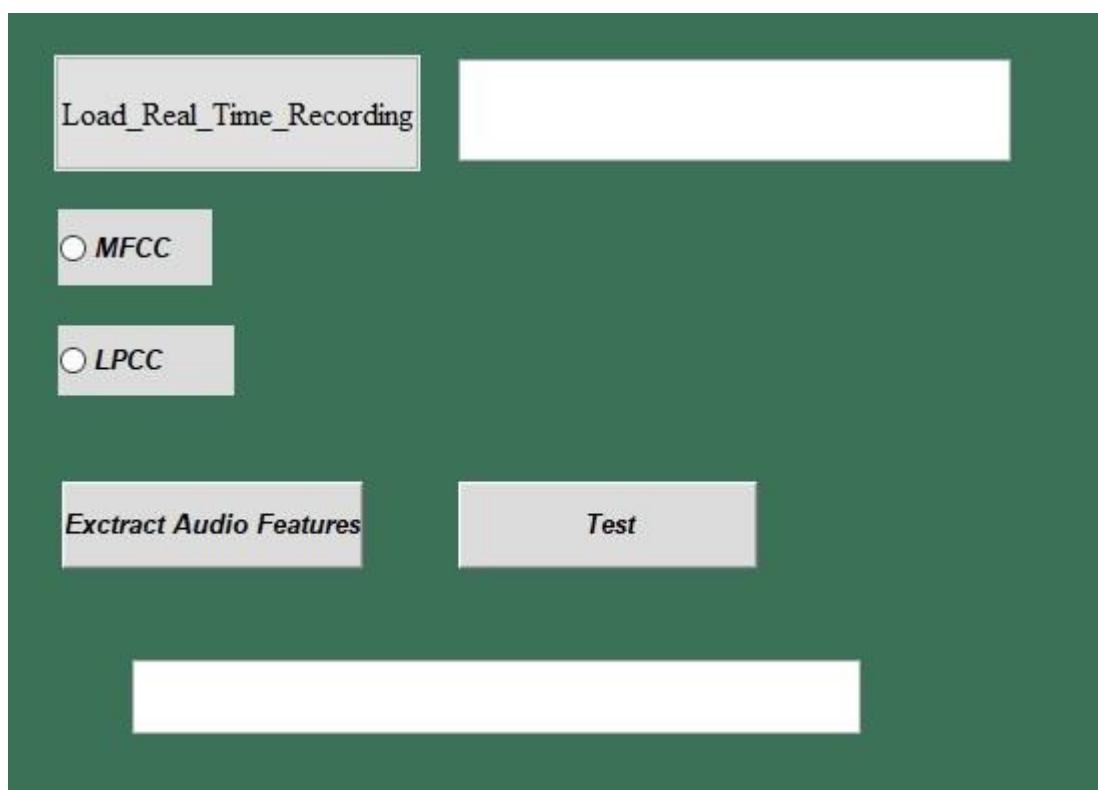 Load_Real_Time_Recording
MFCC
LPCC
Exctract Audio Features
Test